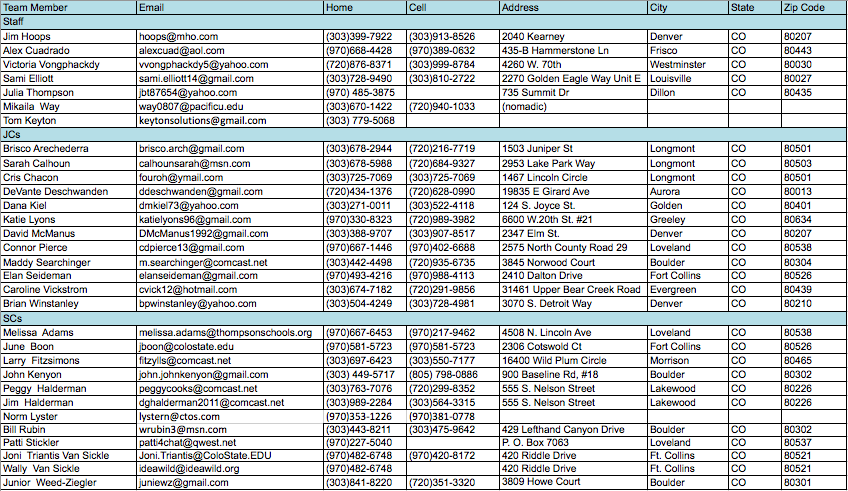 Team Member Email Home Cell Address City State Zip Code
Staff
Jim Hoops hoops@mho.com (303)399-7922 (303)913-8526 2040 Kearney Denver CO 80207
Alex Cuadrado alexcuad@aol.com (970)668-4428 (970)389-0632 435-B Hammerstone Ln Frisco CO 80443
Victoria Vongphackdy vvongphackdy5@yahoo.com (720)876-8371 (303)999-8784 4260 W. 70th Westminster CO 80030
Sami Elliott sami.elliott14@gmail.com (303)728-9490 (303)810-2722 2270 Golden Eagle Way Unit E Louisville CO 80027
Julia Thompson jbt87654@yahoo.com (970) 485-3875 735 Summit Dr Dillon CO 80435
Mikaila Way way0807@pacificu.edu (303)670-1422 (720)940-1033 (nomadic)
Tom Keyton keytonsolutions@gmail.com (303) 779-5068
JCs
Brisco Arechederra brisco.arch@gmail.com (303)678-2944 (720)216-7719 1503 Juniper St Longmont CO 80501
Sarah Calhoun calhounsarah@msn.com (303)678-5988 (720)684-9327 2953 Lake Park Way Longmont CO 80503
Cris Chacon fouroh@ymail.com (303)725-7069 (303)725-7069 1467 Lincoln Circle Longmont CO 80501
DeVante Deschwanden ddeschwanden@gmail.com (720)434-1376 (720)628-0990 19835 E Girard Ave Aurora CO 80013
Dana Kiel dmkiel73@yahoo.com (303)271-0011 (303)522-4118 124 S. Joyce St. Golden CO 80401
Katie Lyons katielyons96@gmail.com (970)330-8323 (720)989-3982 6600 W.20th St. #21 Greeley CO 80634
David McManus DMcManus1992@gmail.com (303)388-9707 (303)907-8517 2347 Elm St. Denver CO 80207
Connor Pierce cdpierce13@gmail.com (970)667-1446 (970)402-6688 2575 North County Road 29 Loveland CO 80538
Maddy Searchinger m.searchinger@comcast.net (303)442-4498 (720)935-6735 3845 Norwood Court Boulder CO 80304
Elan Seideman elanseideman@gmail.com (970)493-4216 (970)988-4113 2410 Dalton Drive Fort Collins CO 80526
Caroline Vickstrom cvick12@hotmail.com (303)674-7182 (720)291-9856 31461 Upper Bear Creek Road Evergreen CO 80439
Brian Winstanley bpwinstanley@yahoo.com (303)504-4249 (303)728-4981 3070 S. Detroit Way Denver CO 80210
SCs
Melissa Adams melissa.adams@thompsonschools.org (970)667-6453 (970)217-9462 4508 N. Lincoln Ave Loveland CO 80538
June Boon jboon@colostate.edu (970)581-5723 (970)581-5723 2306 Cotswold Ct Fort Collins CO 80526
Larry Fitzsimons fitzylls@comcast.net (303)697-6423 (303)550-7177 16400 Wild Plum Circle Morrison CO 80465
John Kenyon john.johnkenyon@gmail.com (303) 449-5717 (805) 798-0886 900 Baseline Rd, #18 Boulder CO 80302
Peggy Halderman peggycooks@comcast.net (303)763-7076 (720)299-8352 555 S. Nelson Street Lakewood CO 80226
Jim Halderman dghalderman2011@comcast.net (303)989-2284 (303)564-3315 555 S. Nelson Street Lakewood CO 80226
Norm Lyster lystern@ctos.com (970)353-1226 (970)381-0778
Bill Rubin wrubin3@msn.com (303)443-8211 (303)475-9642 429 Lefthand Canyon Drive Boulder CO 80302
Patti Stickler patti4chat@qwest.net (970)227-5040 P. O. Box 7063 Loveland CO 80537
Joni Triantis Van Sickle Joni.Triantis@ColoState.EDU (970)482-6748 (970)420-8172 420 Riddle Drive Ft. Collins CO 80521
Wally Van Sickle ideawild@ideawild.org (970)482-6748 420 Riddle Drive Ft. Collins CO 80521
Junior Weed-Ziegler juniewz@gmail.com (303)841-8220 (720)351-3320 3809 Howe Court Boulder CO 80301